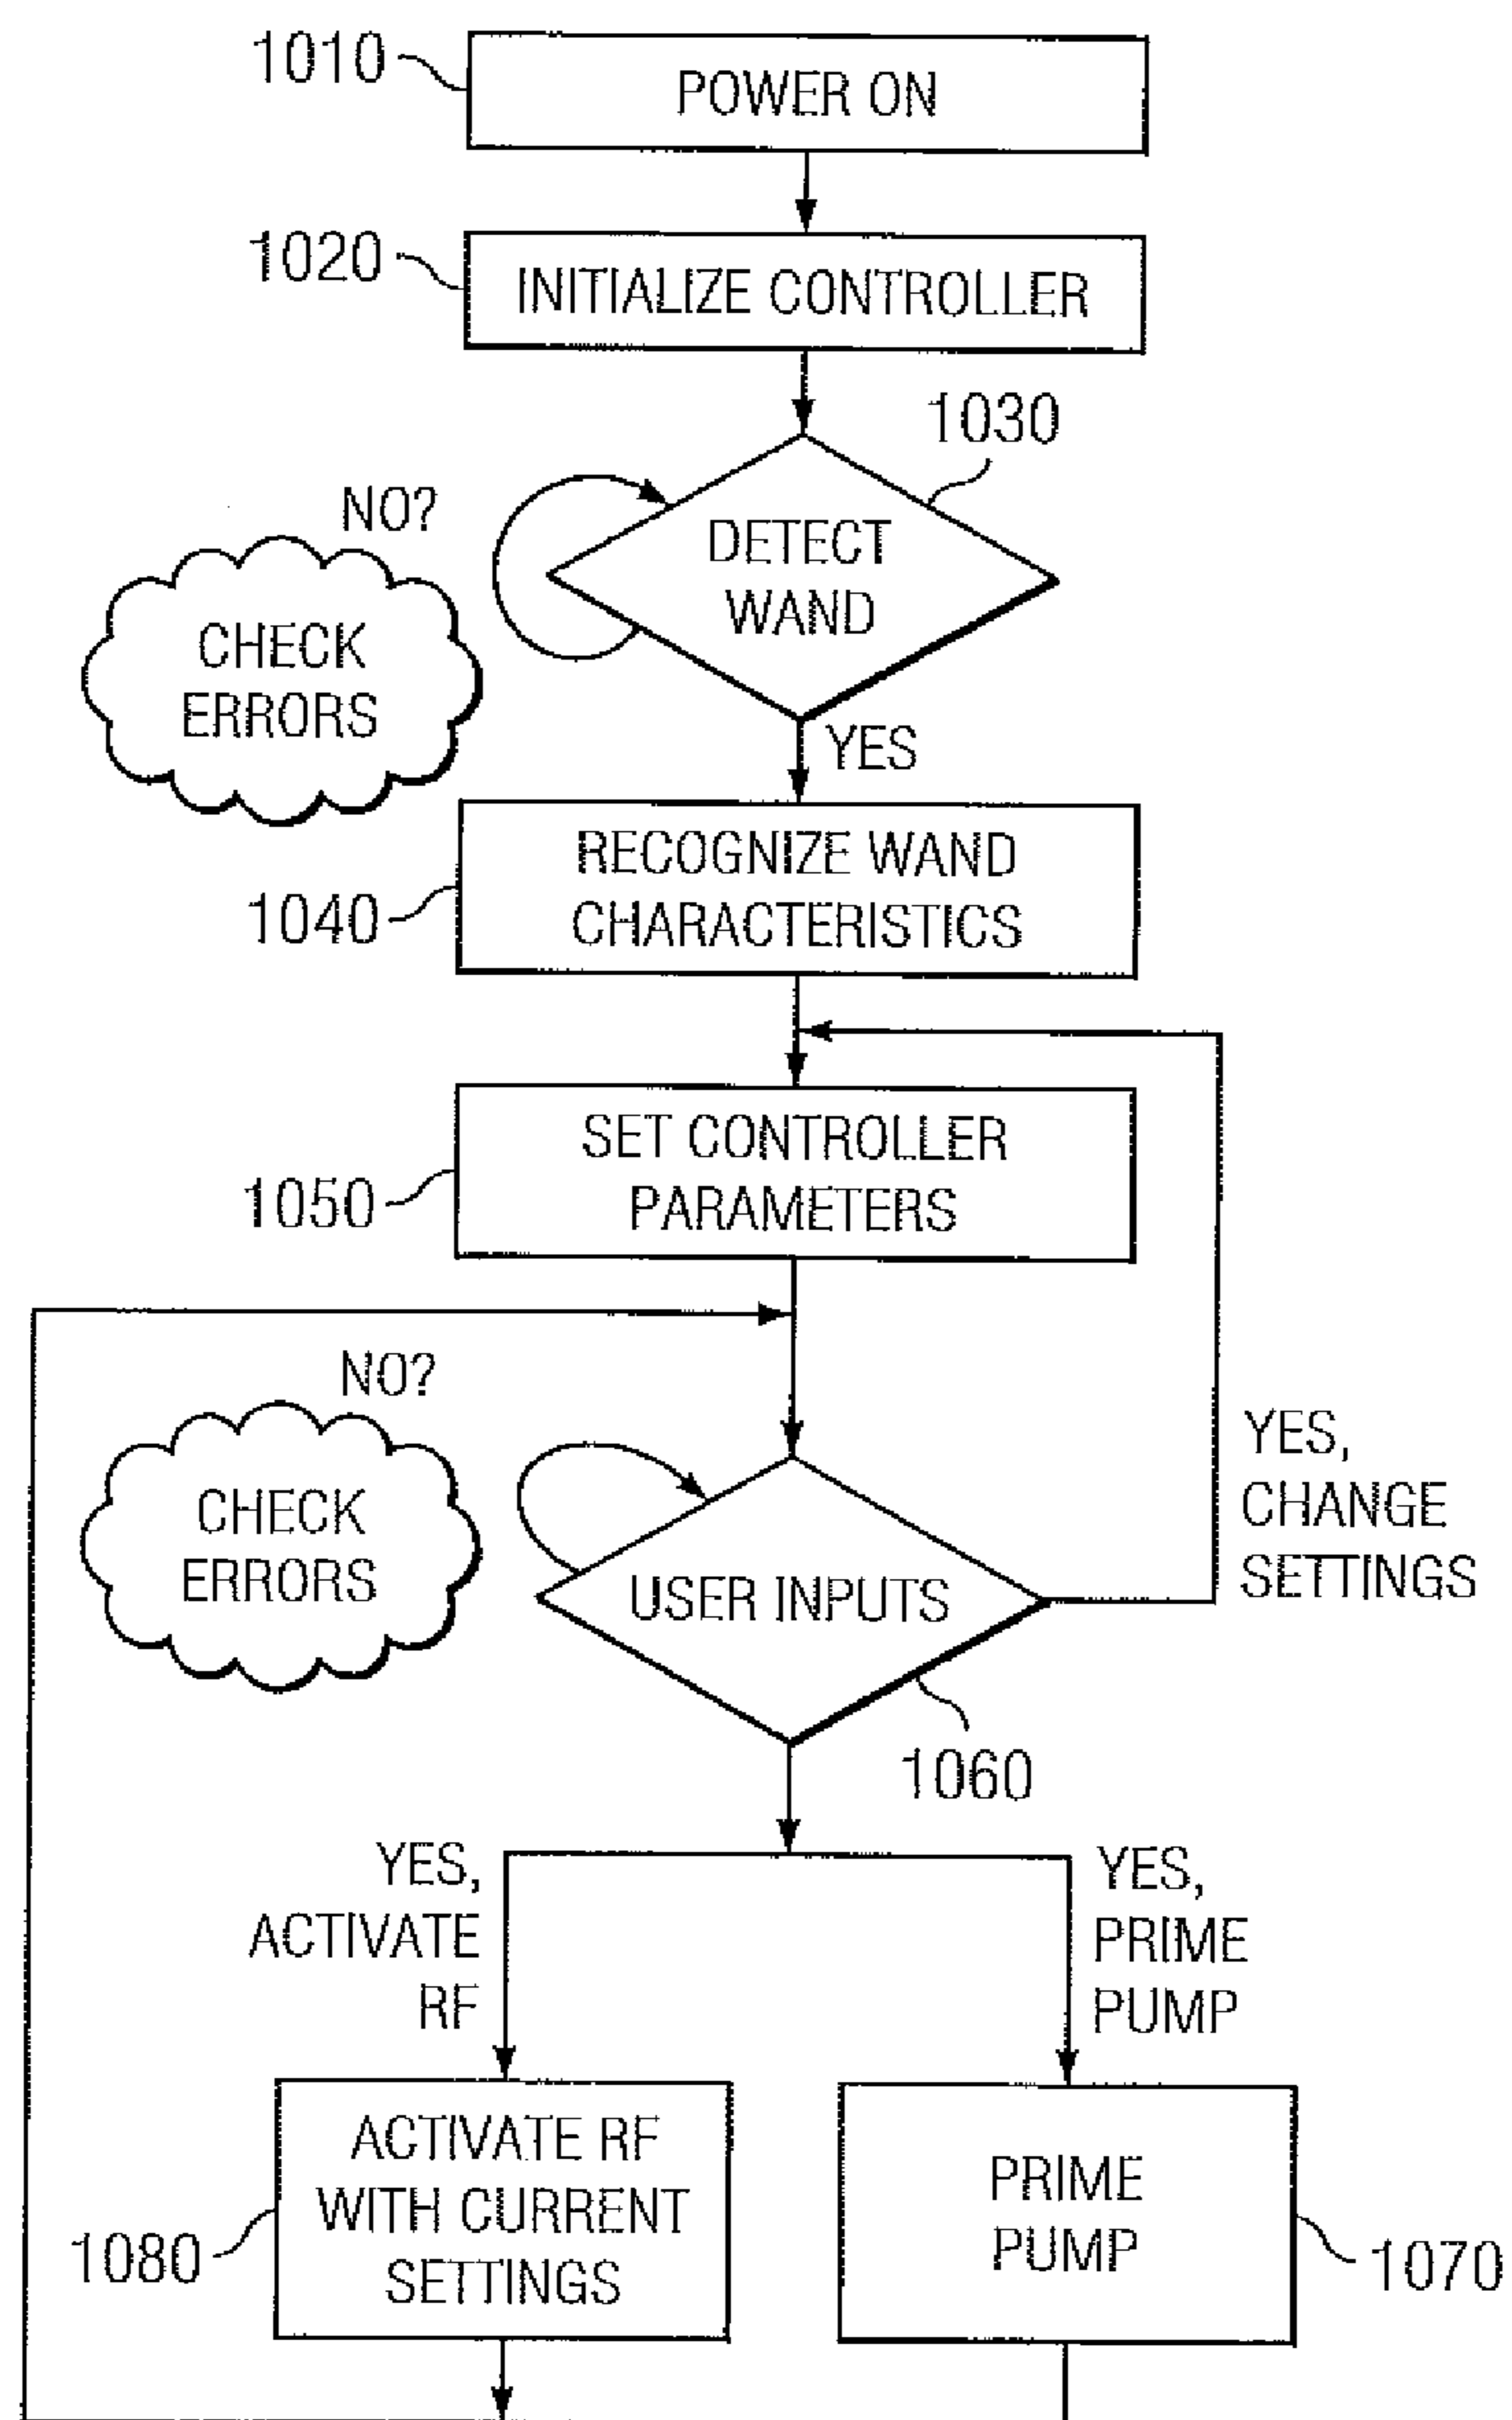 1010
POWER ON
1020
INITIALIZE CONTROLLER
1030
NO?
DETECT
WAND
CHECK
ERRORS
YES
RECOGNIZE WAND
CHARACTERISTICS
1040
SET CONTROLLER
PARAMETERS
1050
NO?
CHECK
ERRORS
YES,
CHANGE
SETTINGS
USER INPUTS
1060
YES,
ACTIVATE
RF
YES,
PRIME
PUMP
ACTIVATE RF
WITH CURRENT
SETTINGS
1080
PRIME
PUMP
1070